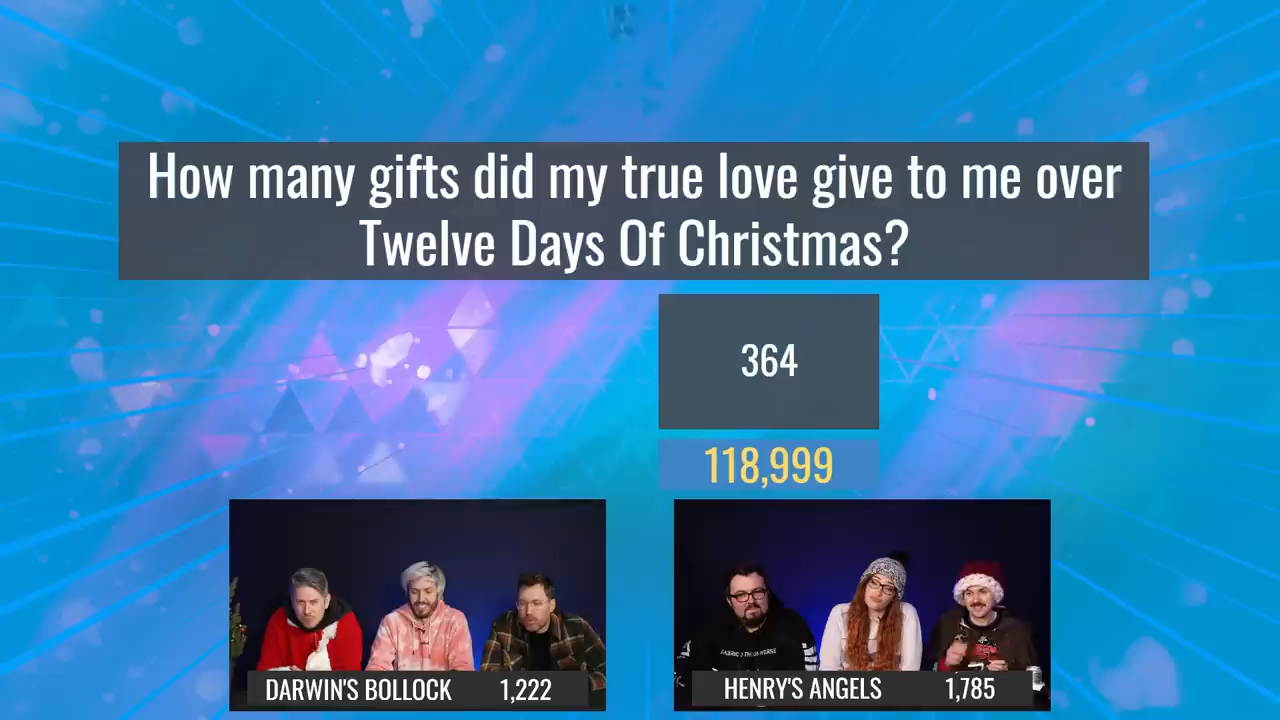 How many gifts did my true love give to me over
Twelve Days Of Christmas?
364
118,999
DARWIN'S BOLLOCK 1,222
HENRY'S ANGELS 1,785